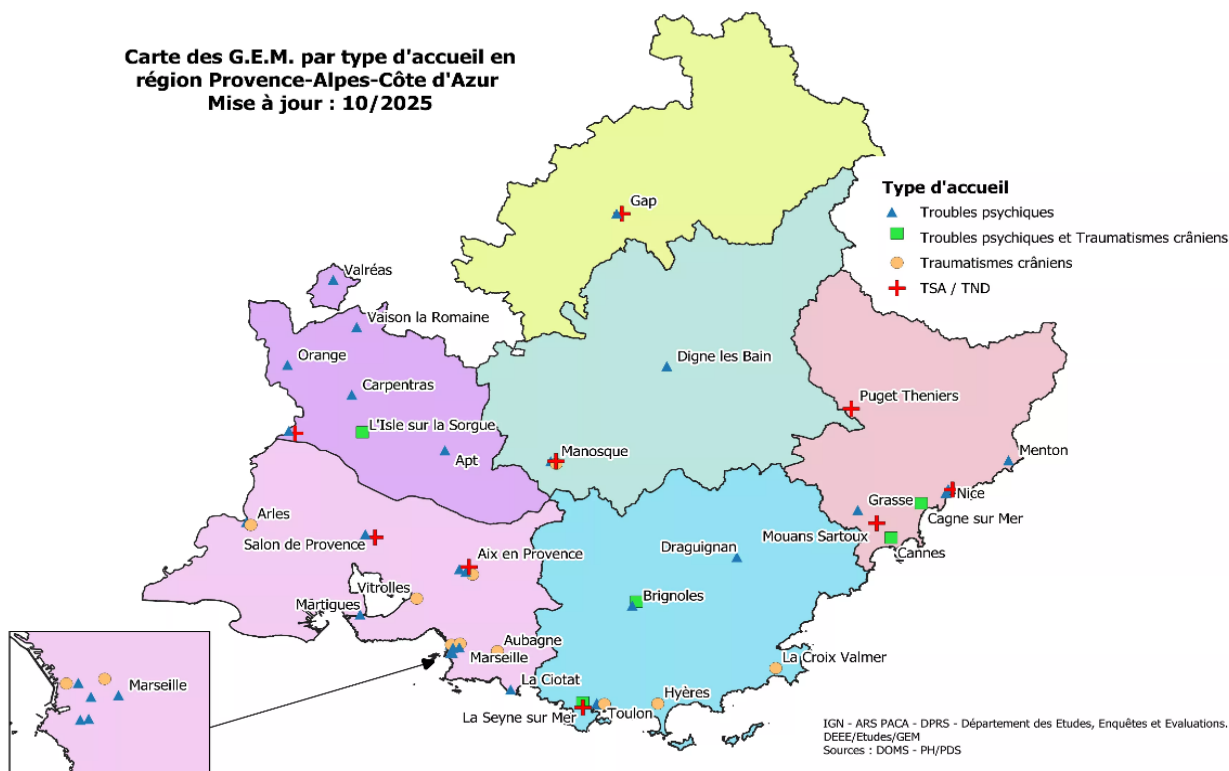 Carte des G.E.M. par type d'accueil en
région Provence-Alpes-Côte d'Azur
Mise à jour : 10/2025
Type d'accueil
Troubles psychiques
Troubles psychiques et Traumatismes crâniens
Traumatismes crâniens
TSA / TND
Gap
Valréas
Vaison la Romaine
Orange
Digne les Bain
Carpentras
Puget Theniers
L'Isle sur la Sorgue
Manosque
Menton
Apt
Nice
Grasse
Arles
Cagne sur Mer
Mouans Sartoux
Salon de Provence
Draguignan
Cannes
Aix en Provence
Vitrolles
Brignoles
Martigues
Aubagne
Marseille
La Croix Valmer
La Ciotat
Marseille
Hyères
La Seyne sur Mer
Toulon
IGN - ARS PACA - DPRS - Département des Etudes, Enquêtes et Evaluations.
DEEE/Etudes/GEM
Sources : DOMS - PH/PDS